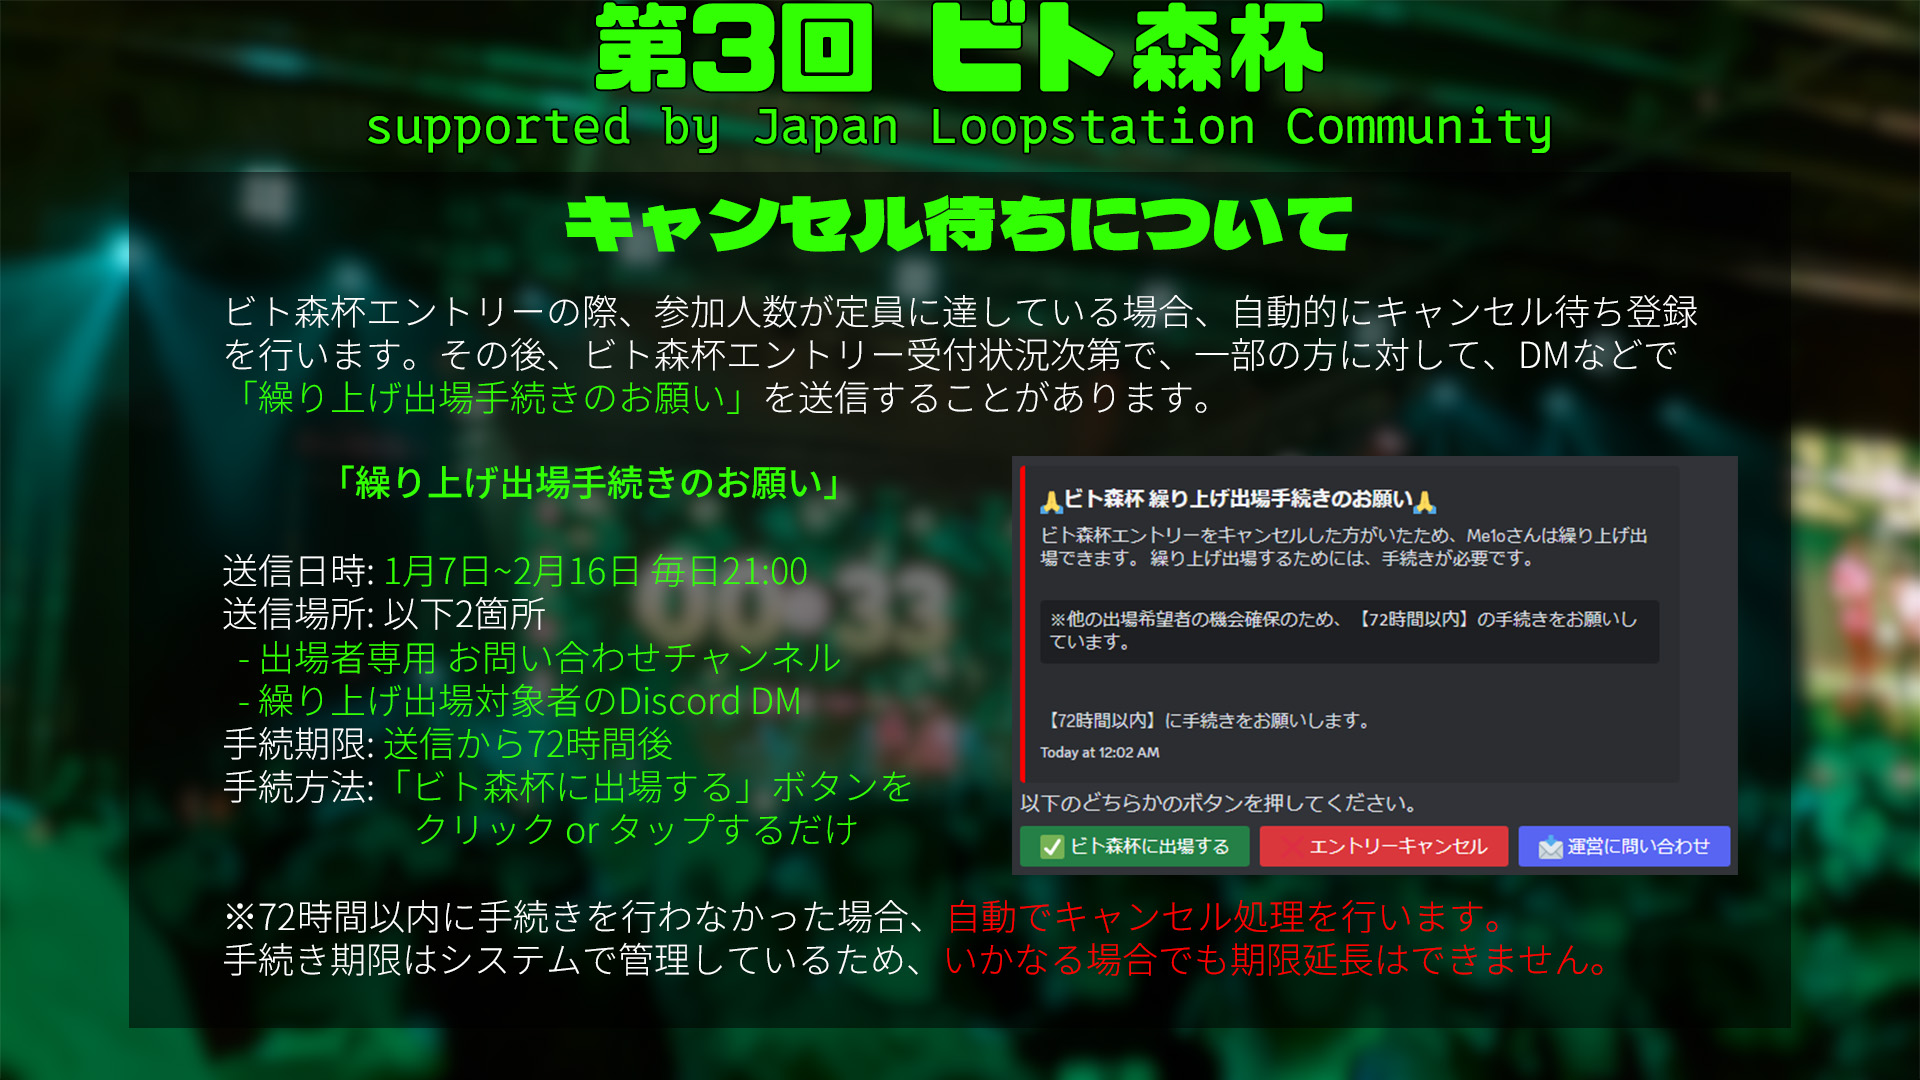 第3回 ビト森杯
supported by Japan Loopstation Community
キャンセル待ちについて
ビト森杯エントリーの際、参加人数が定員に達している場合、自動的にキャンセル待ち登録
を行います。その後、ビト森杯エントリー受付状況次第で、一部の方に対して、DMなどで
「繰り上げ出場手続きのお願い」を送信することがあります。
「繰り上げ出場手続きのお願い」
送信日時: 1月7日~2月16日 毎日21:00
送信場所: 以下2箇所
- 出場者専用 お問い合わせチャンネル
- 繰り上げ出場対象者のDiscord DM
手続期限: 送信から72時間後
手続方法:「ビト森杯に出場する」ボタンを
クリック or タップするだけ
🙏ビト森杯 繰り上げ出場手続きのお願い🙏
ビト森杯エントリーをキャンセルした方がいたため、Me1oさんは繰り上げ出
場できます。 繰り上げ出場するためには、手続きが必要です。
※他の出場希望者の機会確保のため、【72時間以内】の手続きをお願いし
ています。
【72時間以内】に手続きをお願いします。
Today at 12:02 AM
以下のどちらかのボタンを押してください。
✅ ビト森杯に出場する ❌ エントリーキャンセル 📩 運営に問い合わせ
※72時間以内に手続きを行わなかった場合、自動でキャンセル処理を行います。
手続き期限はシステムで管理しているため、いかなる場合でも期限延長はできません。
00:33